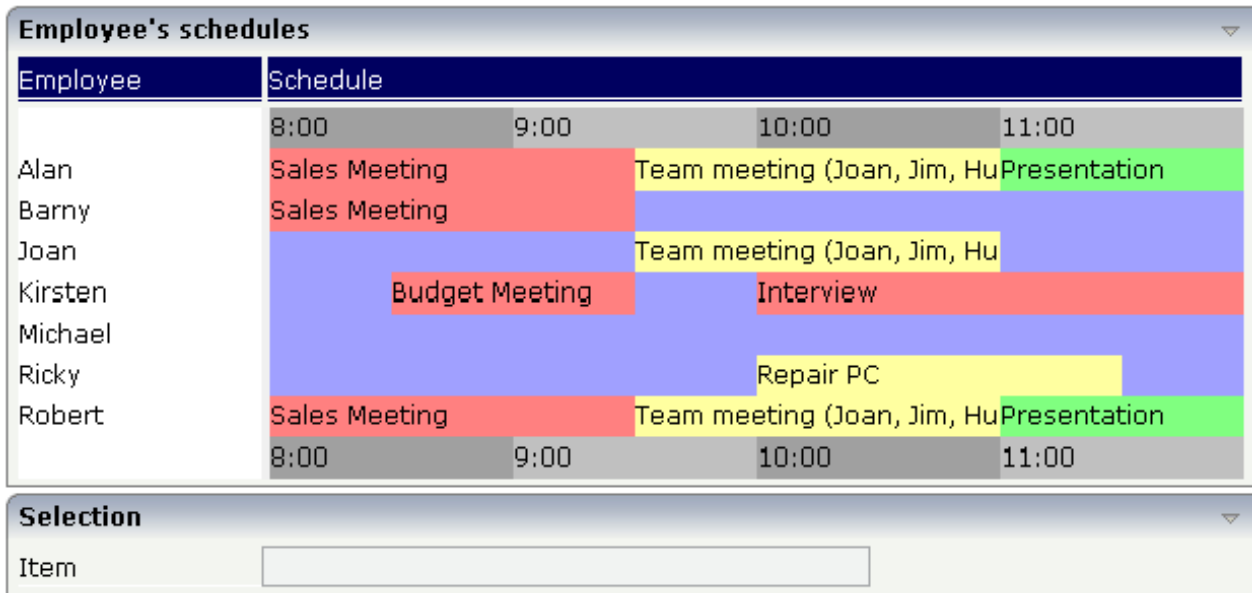 Employee's schedules
Employee Schedule
8:00 9:00 10:00 11:00
Alan Sales Meeting Team meeting (Joan, Jim, Hu Presentation
Barny Sales Meeting
Joan Team meeting (Joan, Jim, Hu
Kirsten Budget Meeting Interview
Michael
Ricky Repair PC
Robert Sales Meeting Team meeting (Joan, Jim, Hu Presentation
8:00 9:00 10:00 11:00
Selection
Item